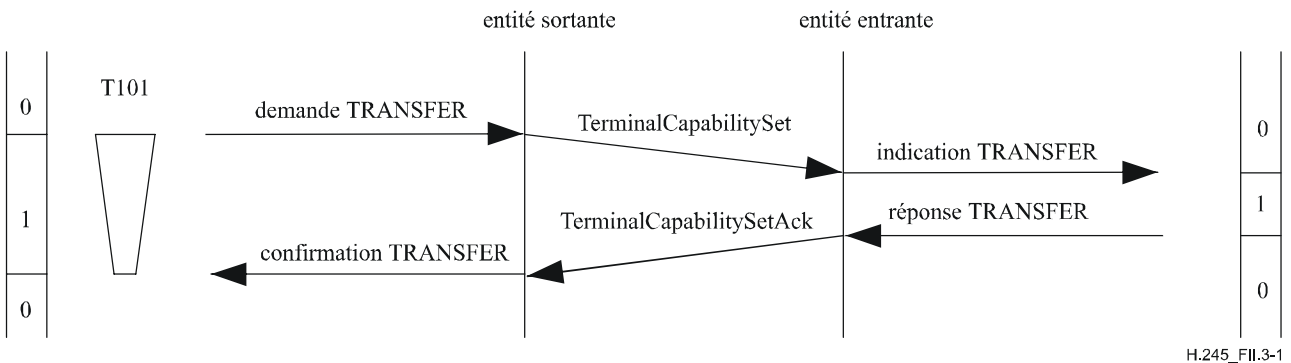 entité sortante
entité entrante
T101
0
demande TRANSFER
TerminalCapabilitySet
0
indication TRANSFER
1
TerminalCapabilitySetAck
réponse TRANSFER
1
confirmation TRANSFER
0
0
H.245_FII.3-1